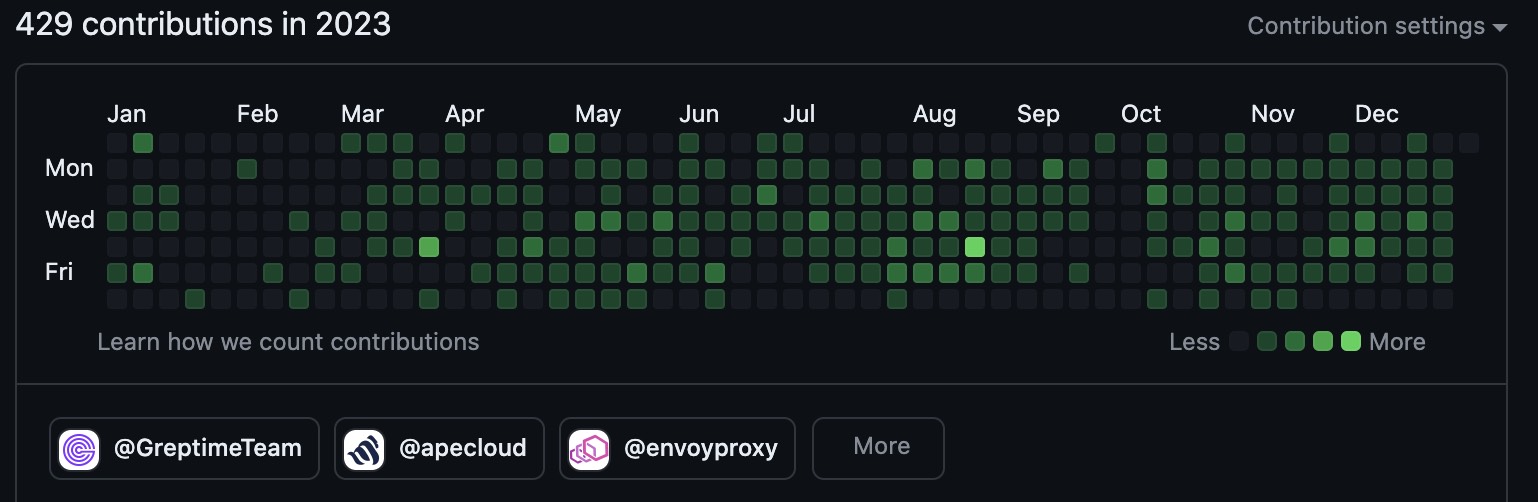 429 contributions in 2023
Contribution settings
Jan Feb Mar Apr May Jun Jul Aug Sep Oct Nov Dec
Mon
Wed
Fri
Learn how we count contributions
Less More
@GreptimeTeam @apecloud @envoyproxy More